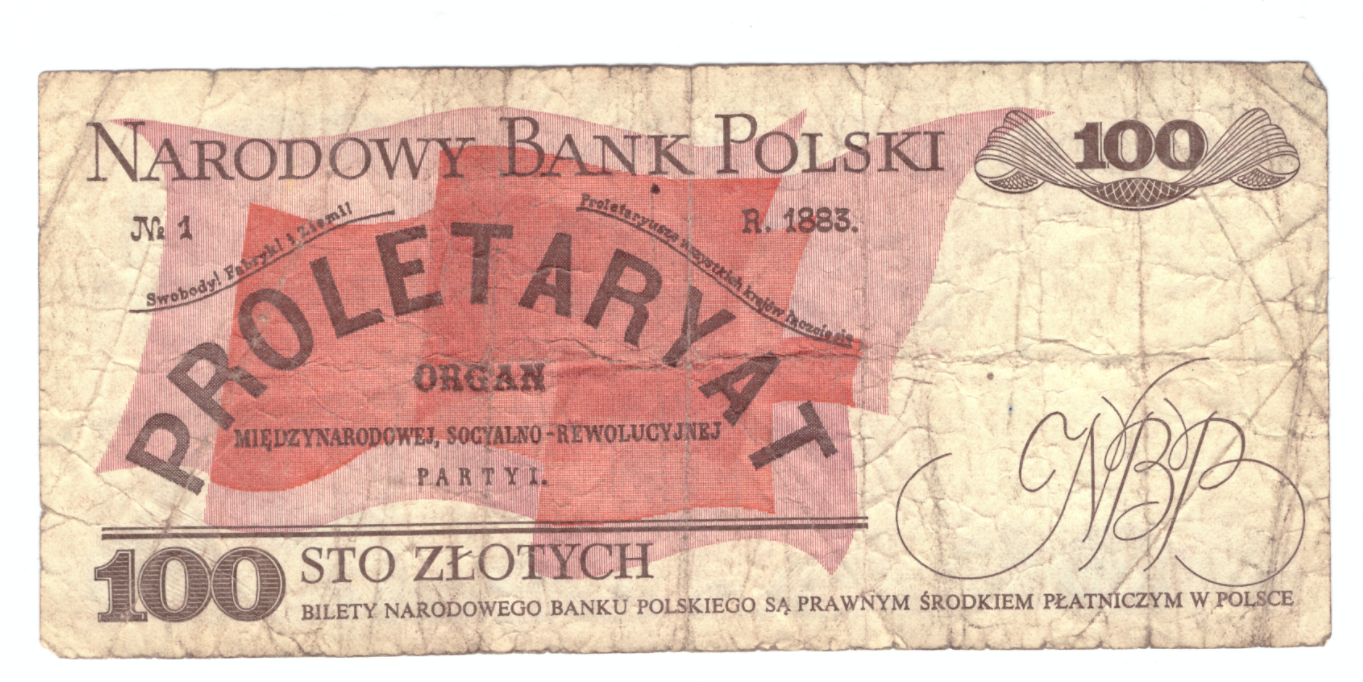 NARODOWY BANK POLSKI 100
№ 1 R. 1883.
Swobody! Fabryk! i Ziemi!
Proletaryusze wszystkich krajów łączcie się
PROLETARYAT
ORGAN
MIĘDZYNARODOWEJ, SOCYALNO-REWOLUCYJNEJ
PARTYI.
NBP
100 STO ZŁOTYCH
BILETY NARODOWEGO BANKU POLSKIEGO SĄ PRAWNYM ŚRODKIEM PŁATNICZYM W POLSCE